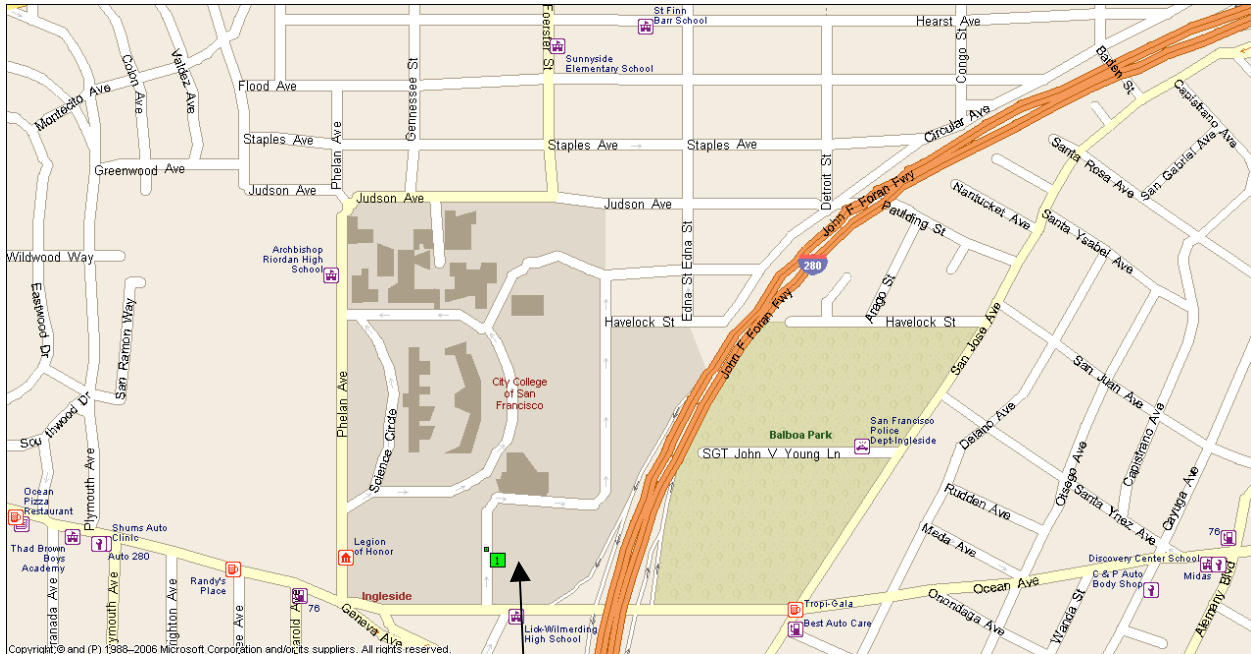 St Finn
Barr School
Hearst Ave
Foerster St
Congo St
Baden St
Sunnyside
Elementary School
Colon Ave
Valdez Ave
Flood Ave
Gennessee St
Montecito Ave
Capistrano Ave
Circular Ave
Phelan Ave
Staples Ave
Staples Ave
Staples Ave
San Gabriel Ave
Santa Rosa Ave
Greenwood Ave
Detroit St
Judson Ave
Judson Ave
Judson Ave
John F Foran Fwy
Nantucket Ave
Paulding St
Santa Ysabel Ave
Edna St
Edna St
Archbishop
Riordan High
School
Wildwood Way
280
Eastwood Dr
San Ramon Way
Arago St
Havelock St
Havelock St
John F Foran Fwy
San Jose Ave
San Juan Ave
City College
of San
Francisco
Phelan Ave
Science Circle
Southwood Dr
Plymouth Ave
Balboa Park
San Francisco
Police
Dept-Ingleside
SGT John V Young Ln
Delano Ave
Otsego Ave
Capistrano Ave
Cayuga Ave
Rudden Ave
Santa Ynez Ave
Meda Ave
Ocean
Pizza
Restaurant
Shums Auto
Clinic
Auto 280
Thad Brown
Boys
Academy
Legion
of Honor
1
76
Discovery Center School
C & P Auto
Body Shop
Midas
Randy's
Place
76
Ingleside
Ocean Ave
Tropi-Gala
Best Auto Care
Onondaga Ave
Wanda St
Alemany Blvd
Lick-Wilmerding
High School
Geneva Ave
Plymouth Ave
Copyright © and (P) 1988–2006 Microsoft Corporation and/or its suppliers. All rights reserved.